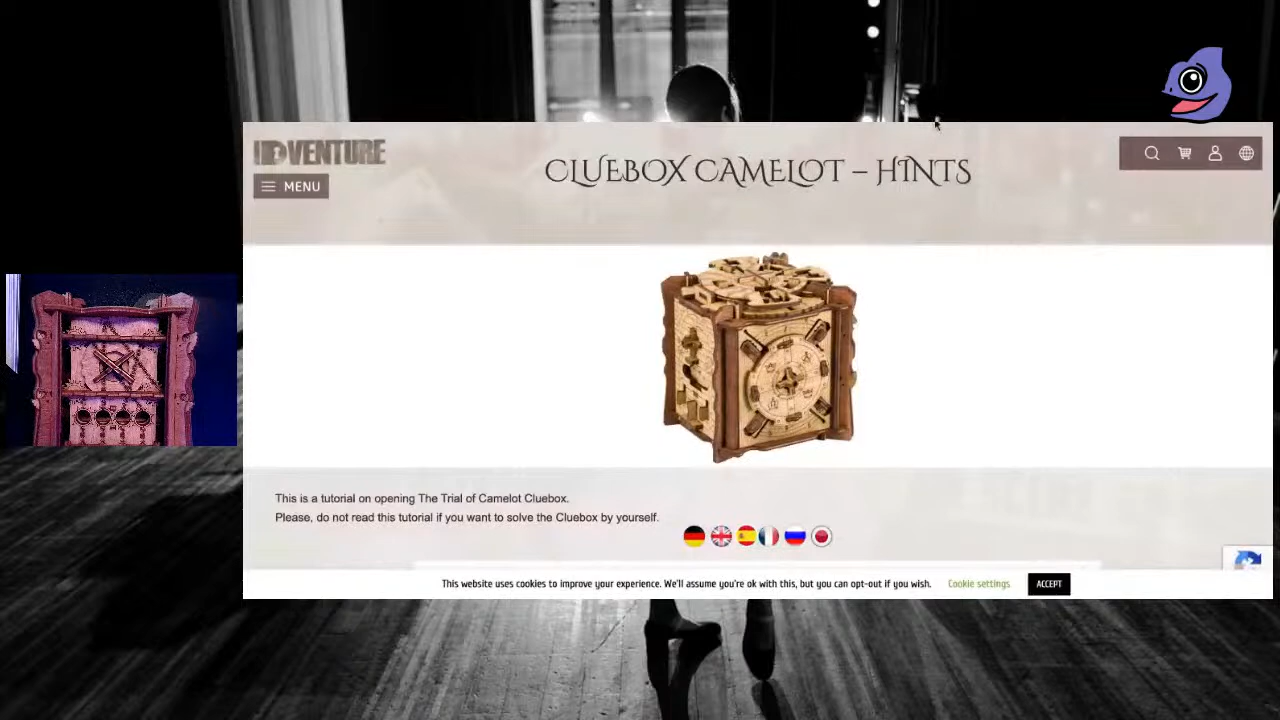 IDVENTURE
MENU
CLUEBOX CAMELOT – HINTS
This is a tutorial on opening The Trial of Camelot Cluebox.
Please, do not read this tutorial if you want to solve the Cluebox by yourself.
This website uses cookies to improve your experience. We'll assume you're ok with this, but you can opt-out if you wish.
Cookie settings
ACCEPT